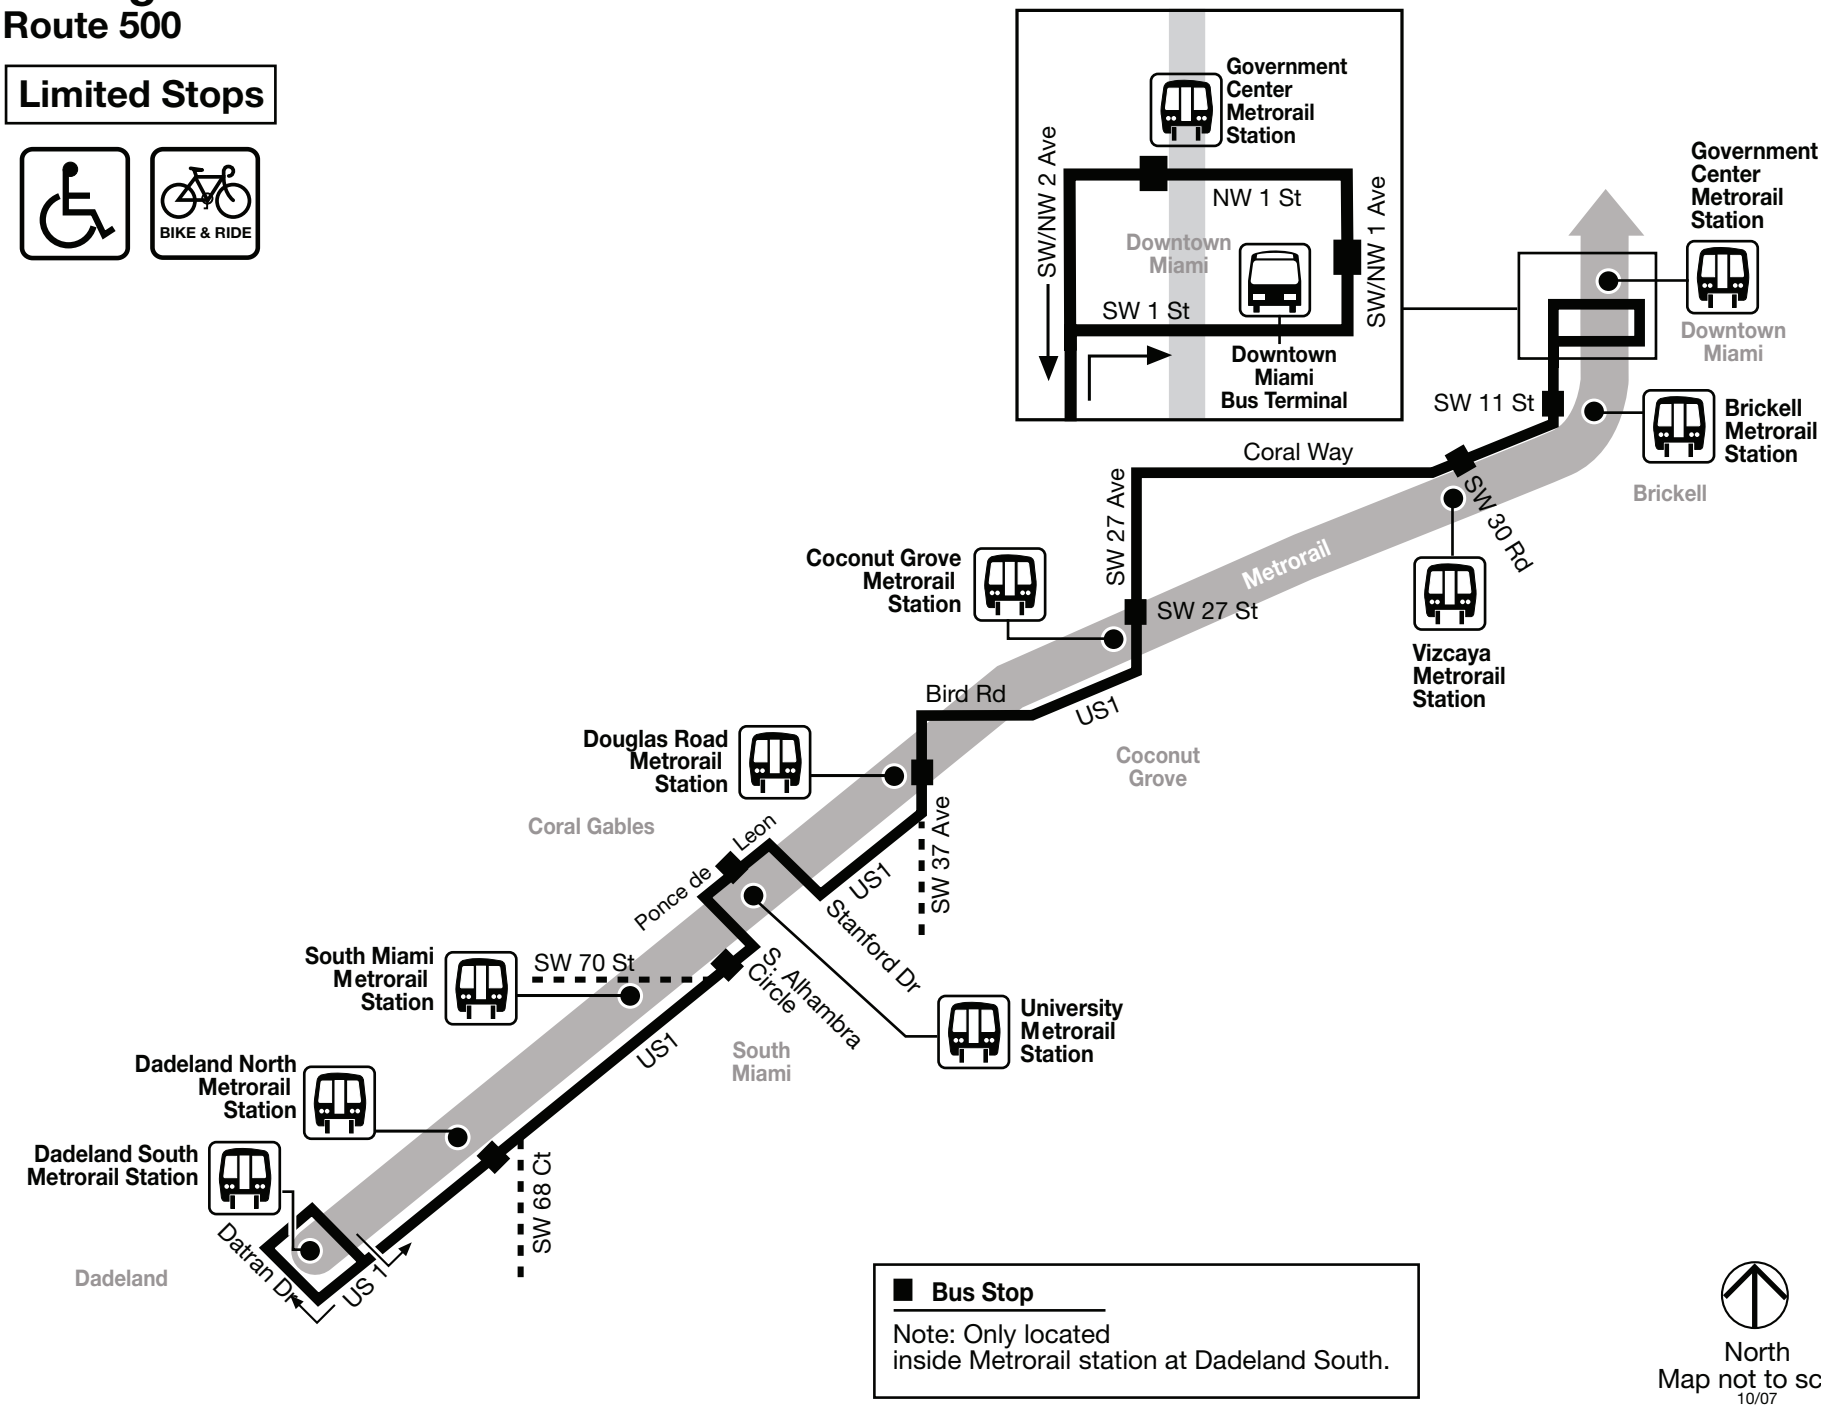 Route 500
Limited Stops
BIKE & RIDE
Government
Center
Metrorail
Station
SW/NW 2 Ave
NW 1 St
SW/NW 1 Ave
Downtown
Miami
SW 1 St
Downtown
Miami
Bus Terminal
Government
Center
Metrorail
Station
Downtown
Miami
SW 11 St
Brickell
Metrorail
Station
Brickell
Coral Way
SW 27 Ave
SW 30 Rd
Metrorail
Coconut Grove
Metrorail
Station
SW 27 St
Vizcaya
Metrorail
Station
Bird Rd
US1
Coconut
Grove
Douglas Road
Metrorail
Station
SW 37 Ave
Coral Gables
Ponce de Leon
US1
Stanford Dr
S. Alhambra
Circle
South Miami
Metrorail
Station
SW 70 St
University
Metrorail
Station
US1
South
Miami
Dadeland North
Metrorail
Station
Dadeland South
Metrorail Station
SW 68 Ct
Datran Dr
US 1
Dadeland
Bus Stop
Note: Only located
inside Metrorail station at Dadeland South.
North
Map not to sc
10/07